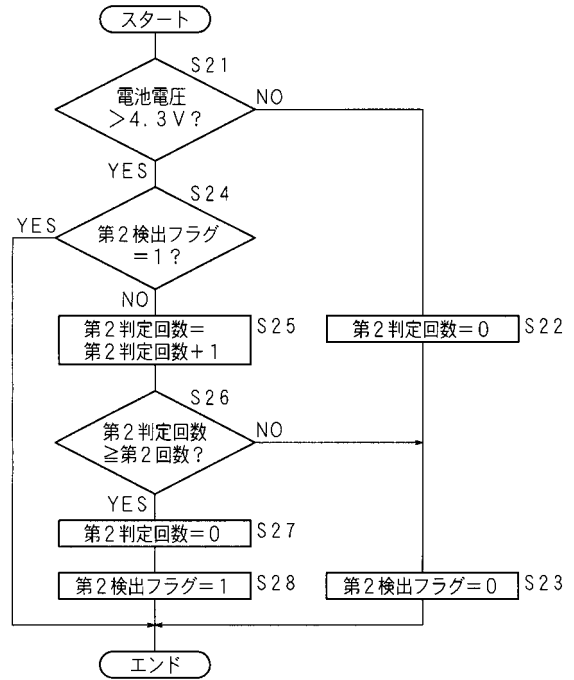 スタート
S21
電池電圧
>4.3V?
NO
YES
S24
YES
第2検出フラグ
=1?
NO
第2判定回数=
第2判定回数+1
S25
第2判定回数=0
S22
S26
第2判定回数
≧第2回数?
NO
YES
第2判定回数=0
S27
第2検出フラグ=1
S28
第2検出フラグ=0
S23
エンド